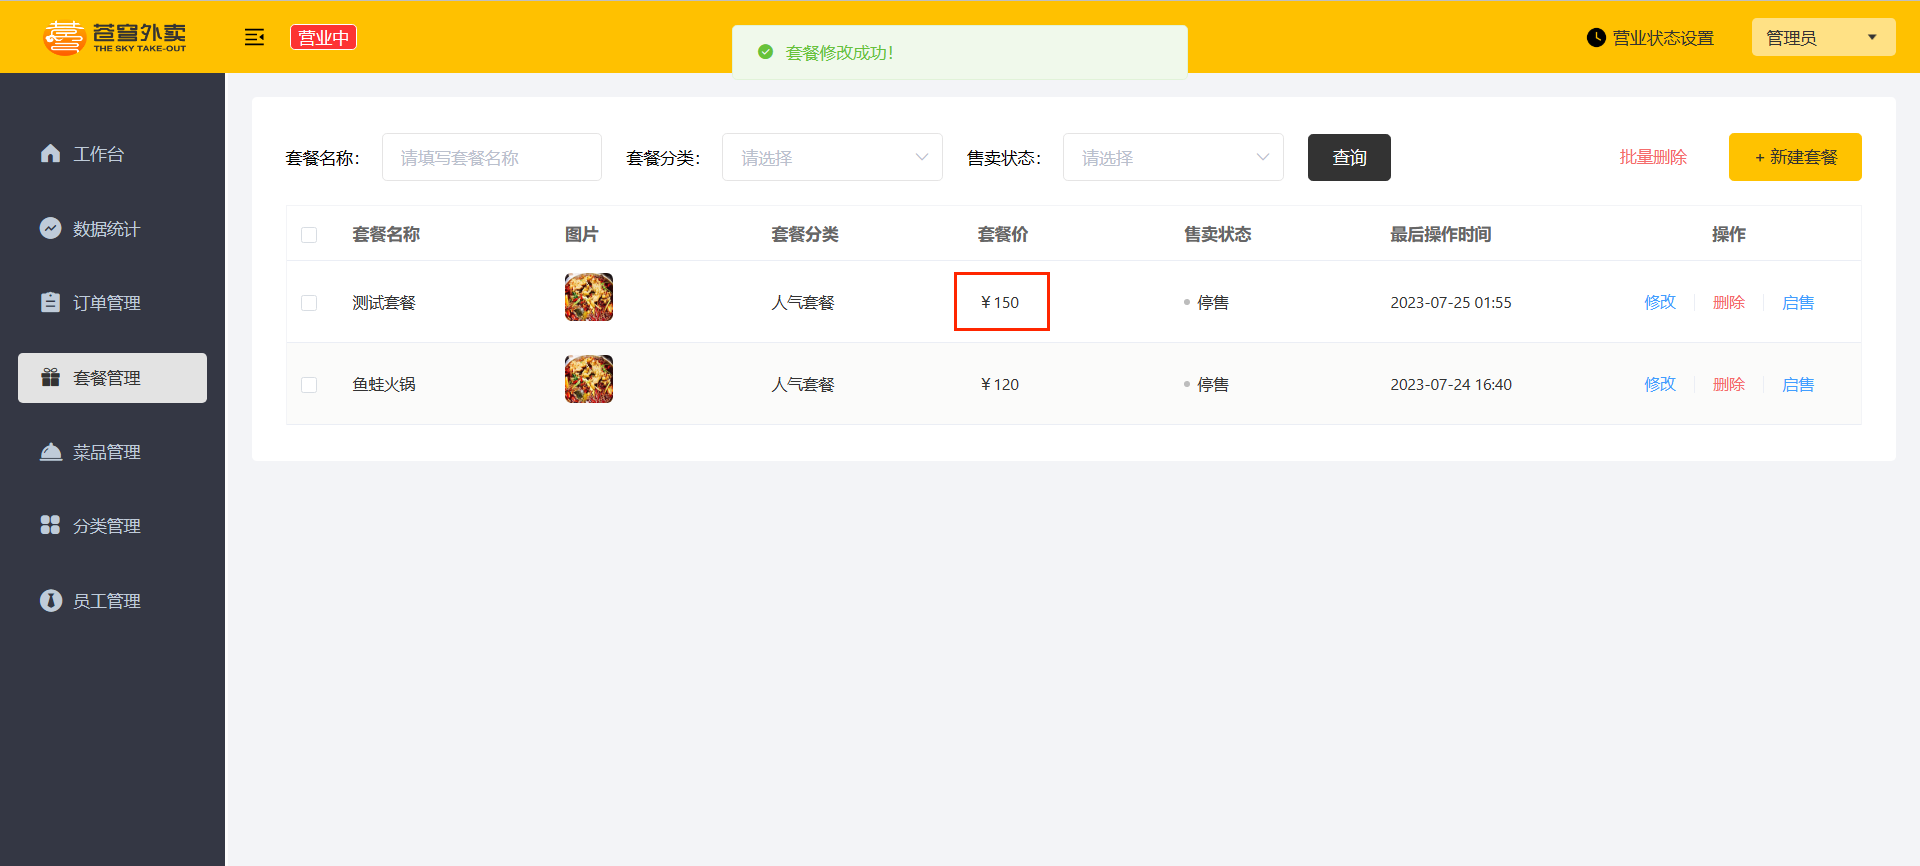 苍穹外卖
THE SKY TAKE-OUT
营业中
套餐修改成功!
营业状态设置
管理员
工作台
数据统计
订单管理
套餐管理
菜品管理
分类管理
员工管理
套餐名称: 请填写套餐名称 套餐分类: 请选择 售卖状态: 请选择 查询 批量删除 + 新建套餐
套餐名称 图片 套餐分类 套餐价 售卖状态 最后操作时间 操作
测试套餐 人气套餐 ¥150 停售 2023-07-25 01:55 修改 删除 启售
鱼蛙火锅 人气套餐 ¥120 停售 2023-07-24 16:40 修改 删除 启售